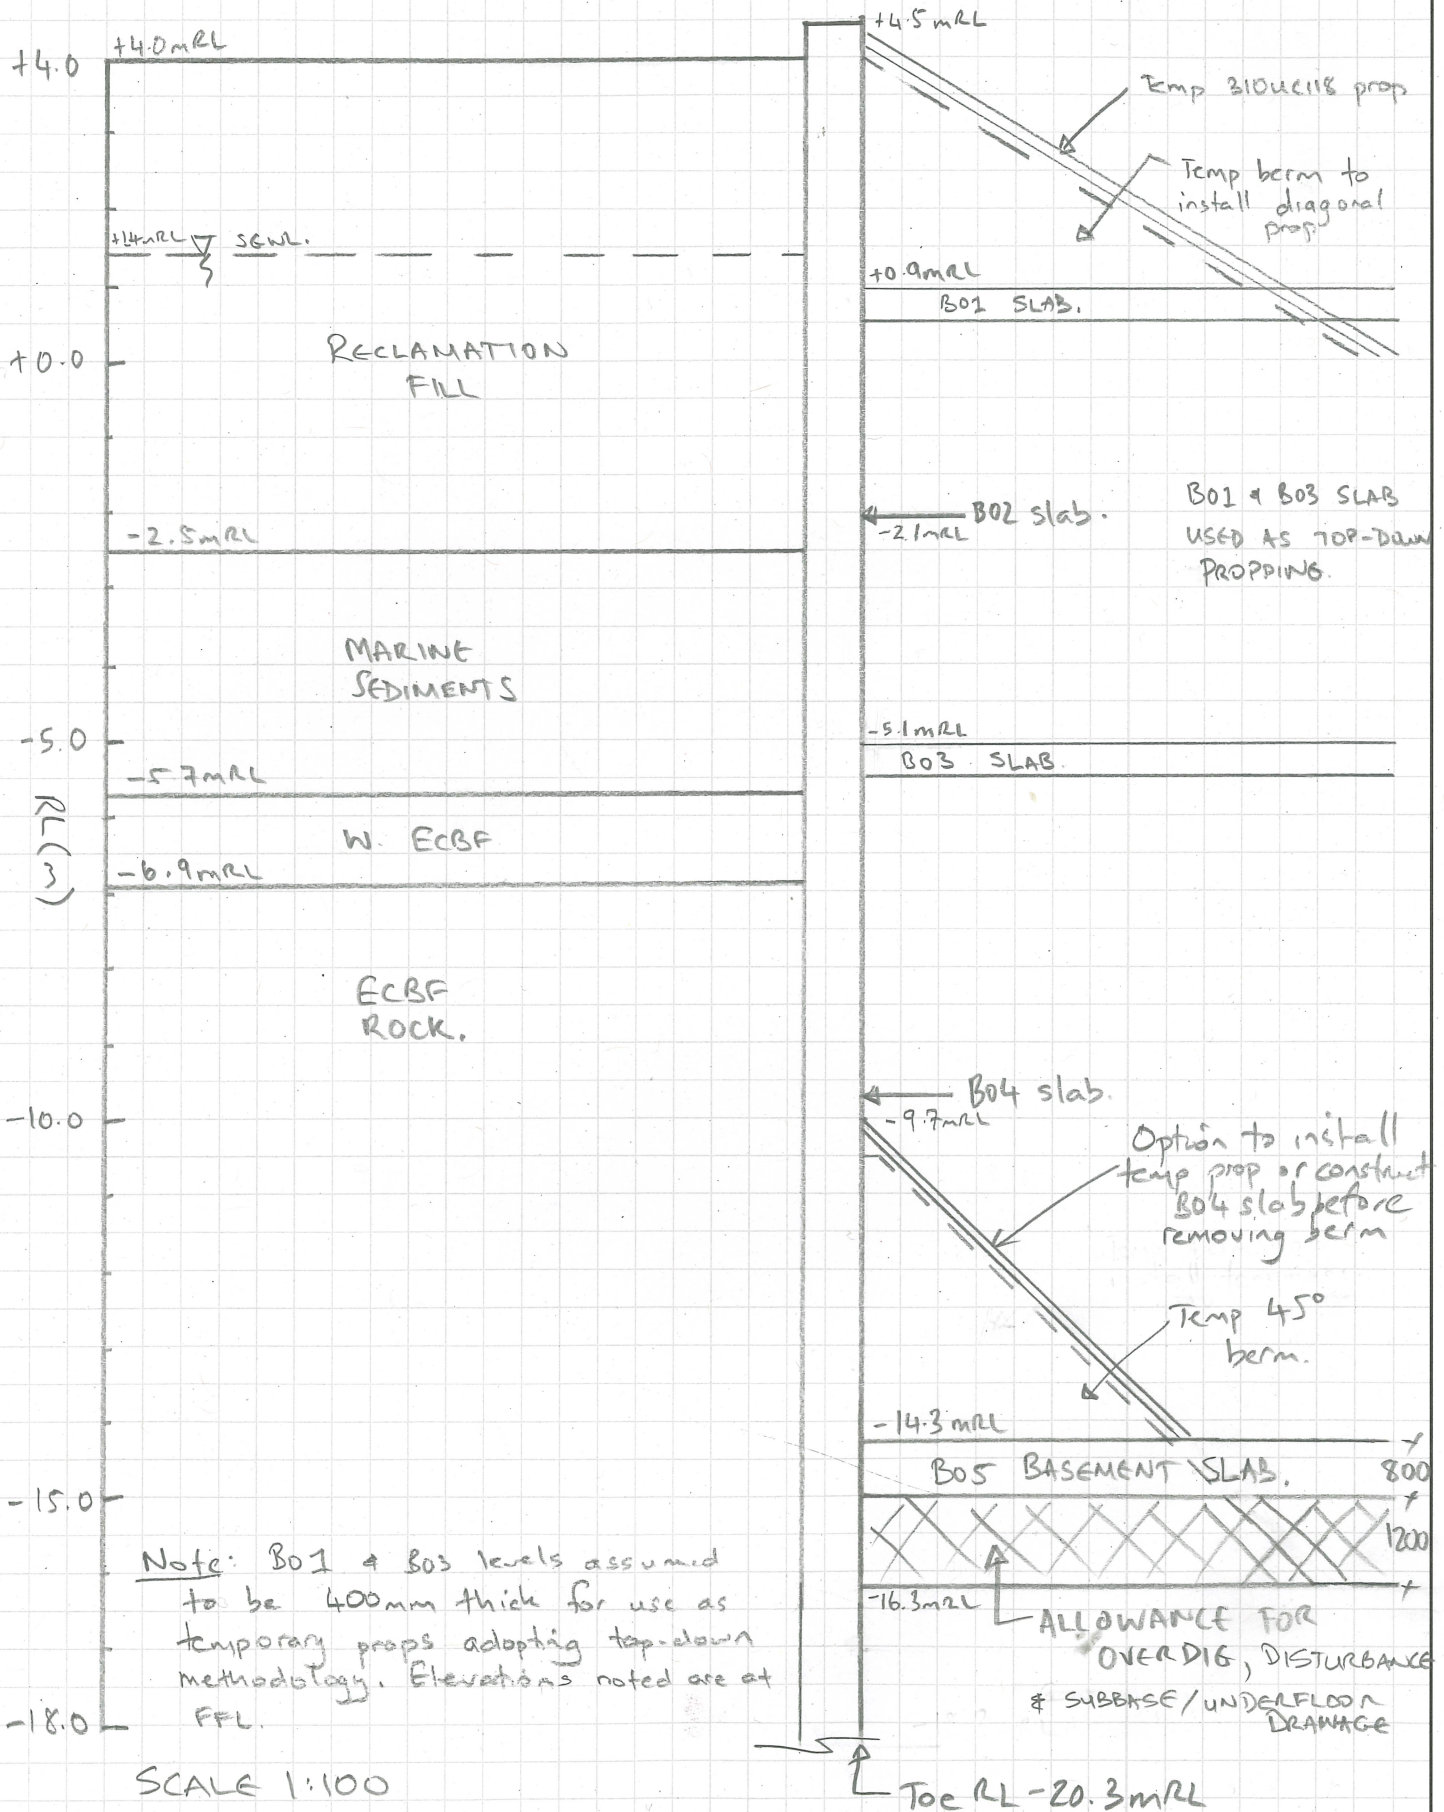 +4.5 mRL
+4.0mRL
+4.0
Temp 310UC118 prop
Temp berm to
install diagonal
prop
+1.4mRL SGWL.
+0.9mRL
B01 SLAB.
+0.0
RECLAMATION
FILL
B02 slab.
-2.1mRL
B01 & B03 SLAB
USED AS TOP-DOWN
PROPPING.
-2.5mRL
MARINE
SEDIMENTS
-5.0
-5.1mRL
B03 SLAB.
-5.7mRL
W. ECBF
RL (m)
-6.9mRL
ECBF
ROCK.
B04 slab.
-9.7mRL
-10.0
Option to install
temp prop or construct
B04 slab before
removing berm
Temp 45°
berm.
-14.3mRL
B05 BASEMENT SLAB.
800
-15.0
1200
-16.3mRL
ALLOWANCE FOR
OVERDIG, DISTURBANCE
& SUBBASE/UNDERFLOOR
DRAINAGE
Note: B01 & B03 levels assumed
to be 400mm thick for use as
temporary props adopting top-down
methodology. Elevations noted are at
FFL.
-18.0
SCALE 1:100
Toe RL -20.3mRL